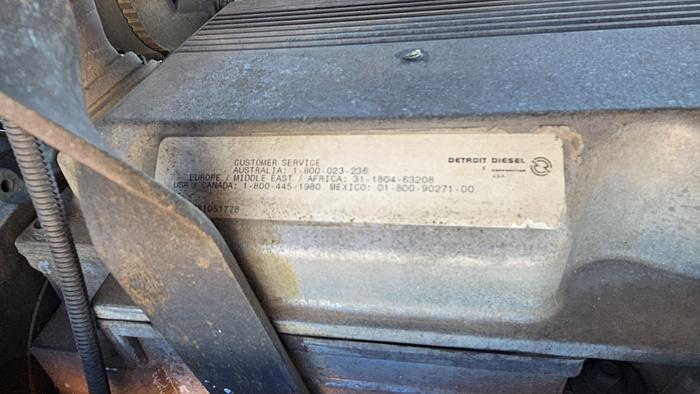 CUSTOMER SERVICE
AUSTRALIA: 1-800-023-236
EUROPE / MIDDLE EAST / AFRICA: 31-1804-63208
USA / CANADA: 1-800-445-1980 MEXICO: 01-800-90271-00
DETROIT DIESEL
CORPORATION
U.S.A.